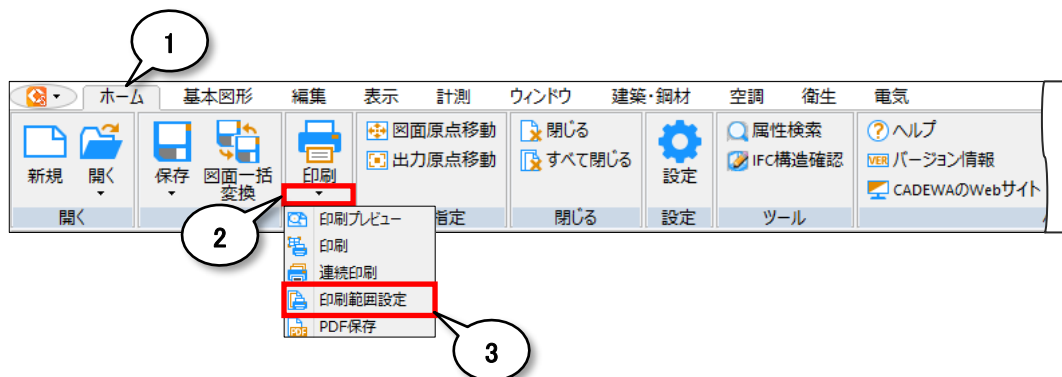 1
ホーム 基本図形 編集 表示 計測 ウィンドウ 建築・鋼材 空調 衛生 電気
新規 開く 保存 図面一括
変換
印刷
図面原点移動
出力原点移動
閉じる
すべて閉じる
設定
属性検索
IFC構造確認
ヘルプ
VER バージョン情報
CADEWAのWebサイト
開く 指定 閉じる 設定 ツール
2
印刷プレビュー
印刷
連続印刷
印刷範囲設定
PDF PDF保存
3